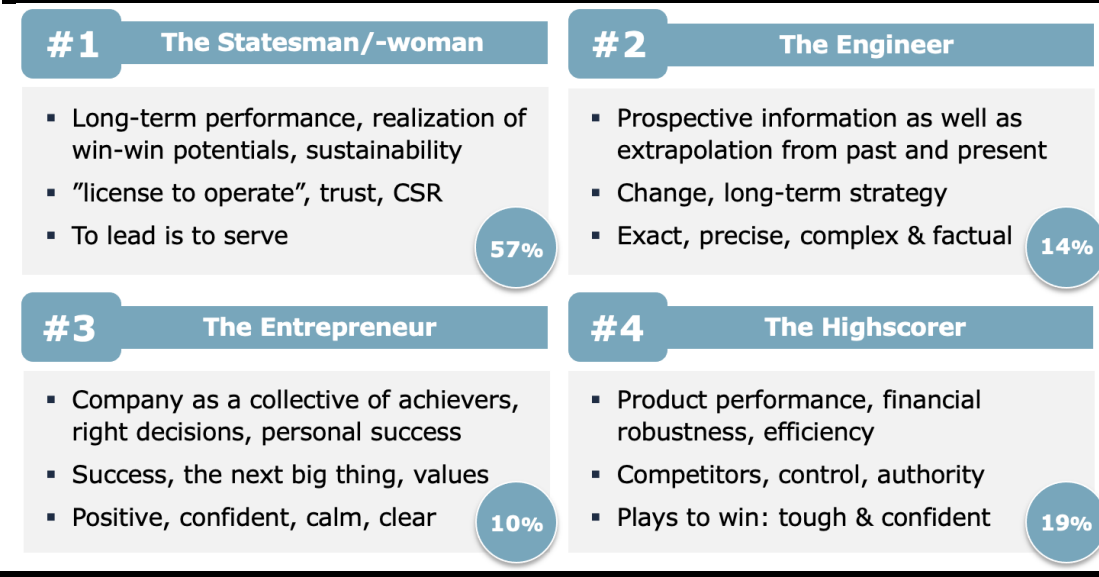 #1 The Statesman/-woman
▪ Long-term performance, realization of
win-win potentials, sustainability
▪ ”license to operate”, trust, CSR
▪ To lead is to serve
57%
#2 The Engineer
▪ Prospective information as well as
extrapolation from past and present
▪ Change, long-term strategy
▪ Exact, precise, complex & factual
14%
#3 The Entrepreneur
▪ Company as a collective of achievers,
right decisions, personal success
▪ Success, the next big thing, values
▪ Positive, confident, calm, clear
10%
#4 The Highscorer
▪ Product performance, financial
robustness, efficiency
▪ Competitors, control, authority
▪ Plays to win: tough & confident
19%